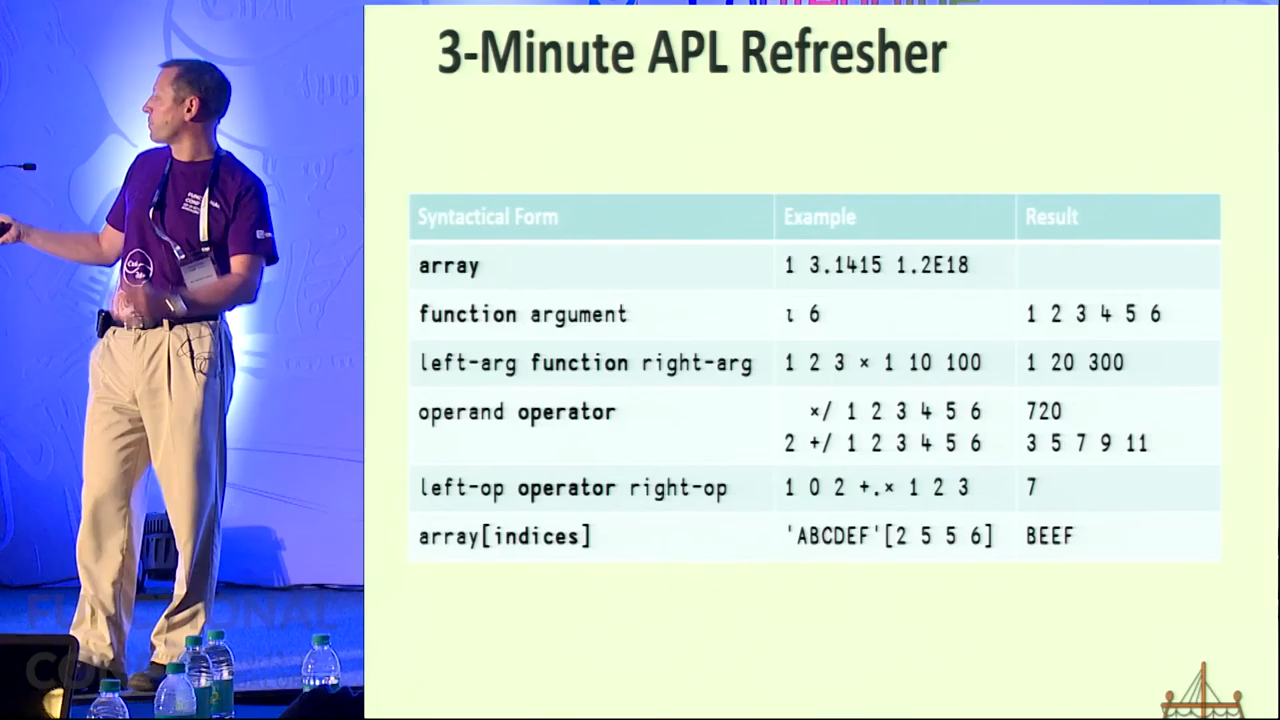 3-Minute APL Refresher
Syntactical Form Example Result
array 1 3.1415 1.2E18
function argument ⍳ 6 1 2 3 4 5 6
left-arg function right-arg 1 2 3 × 1 10 100 1 20 300
operand operator ×/ 1 2 3 4 5 6 720
2 +/ 1 2 3 4 5 6 3 5 7 9 11
left-op operator right-op 1 0 2 +.× 1 2 3 7
array[indices] 'ABCDEF'[2 5 5 6] BEEF
FUNCTIONAL